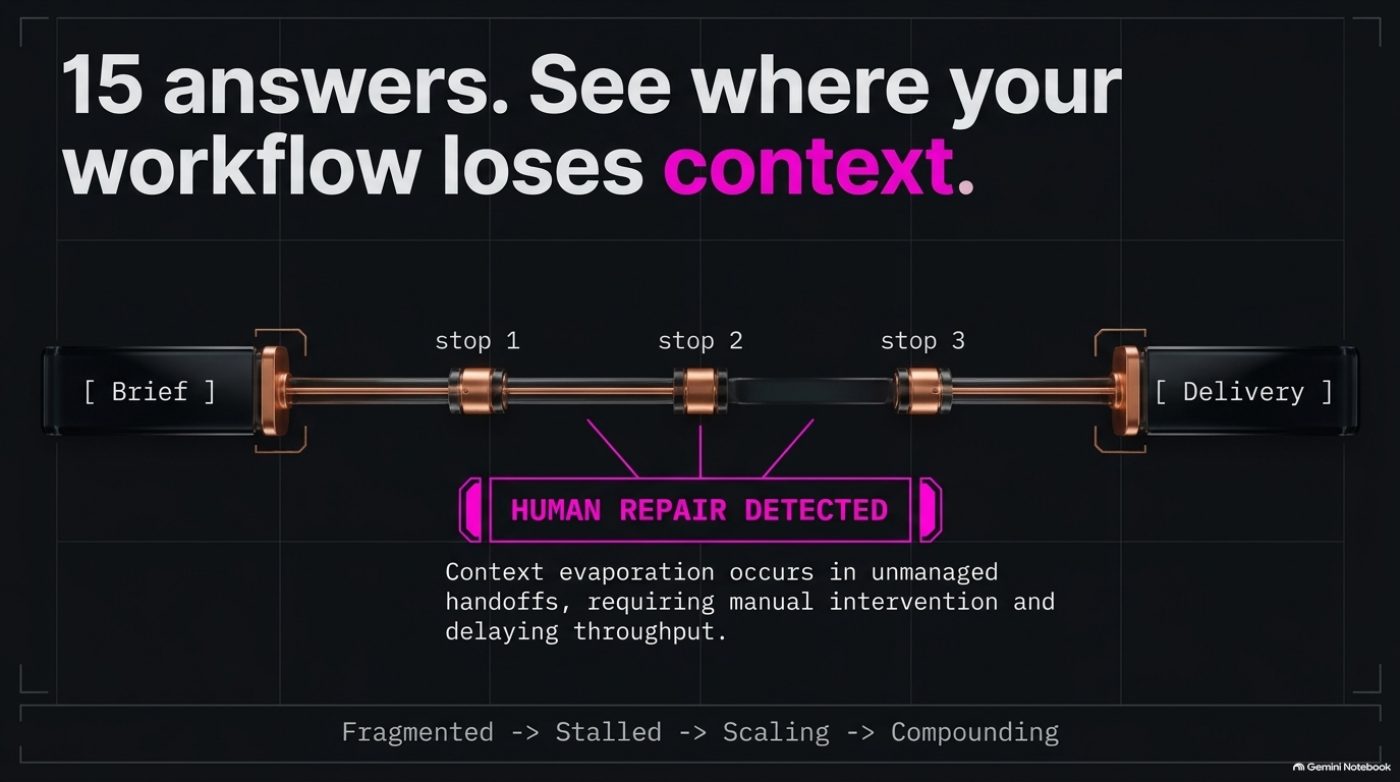 15 answers. See where your
workflow loses context.
stop 1
stop 2
stop 3
[ Brief ]
[ Delivery ]
HUMAN REPAIR DETECTED
Context evaporation occurs in unmanaged
handoffs, requiring manual intervention and
delaying throughput.
Fragmented -> Stalled -> Scaling -> Compounding
Gemini Notebook